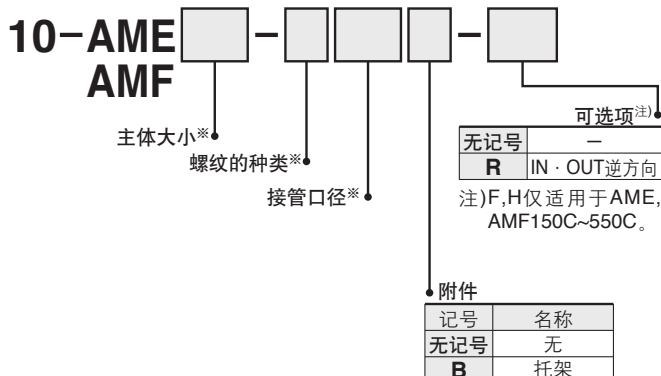 10-AME□-□□□-□
AMF
主体大小※
螺纹的种类※
接管口径※
可选项注)
无记号 －
R IN · OUT逆方向
注)F,H仅适用于AME,
AMF150C~550C。
附件
记号 名称
无记号 无
B 托架